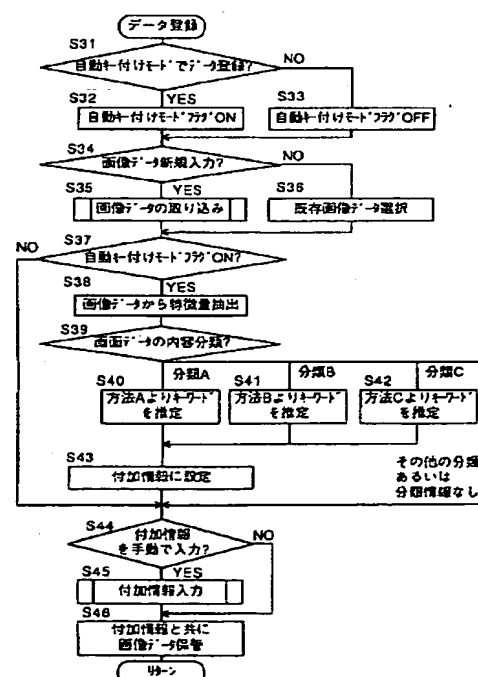 データ登録
S31
自動キー付けモードでデータ登録?
NO
S32
YES
S33
自動キー付けモードフラグON
自動キー付けモードフラグOFF
S34
画像データ新規入力?
NO
S35
YES
S36
画像データの取り込み
既存画像データ選択
NO
S37
自動キー付けモードフラグON?
S38
画像データから特徴量抽出
S39
画面データの内容分類?
分類A
分類B
分類C
S40
S41
S42
方法Aよりキーワード
を推定
方法Bよりキーワード
を推定
方法Cよりキーワード
を推定
S43
付加情報に設定
その他の分類
あるいは
分類情報なし
S44
付加情報
を手動で入力?
NO
S45
YES
付加情報入力
S46
付加情報と共に
画像データ保管
リターン